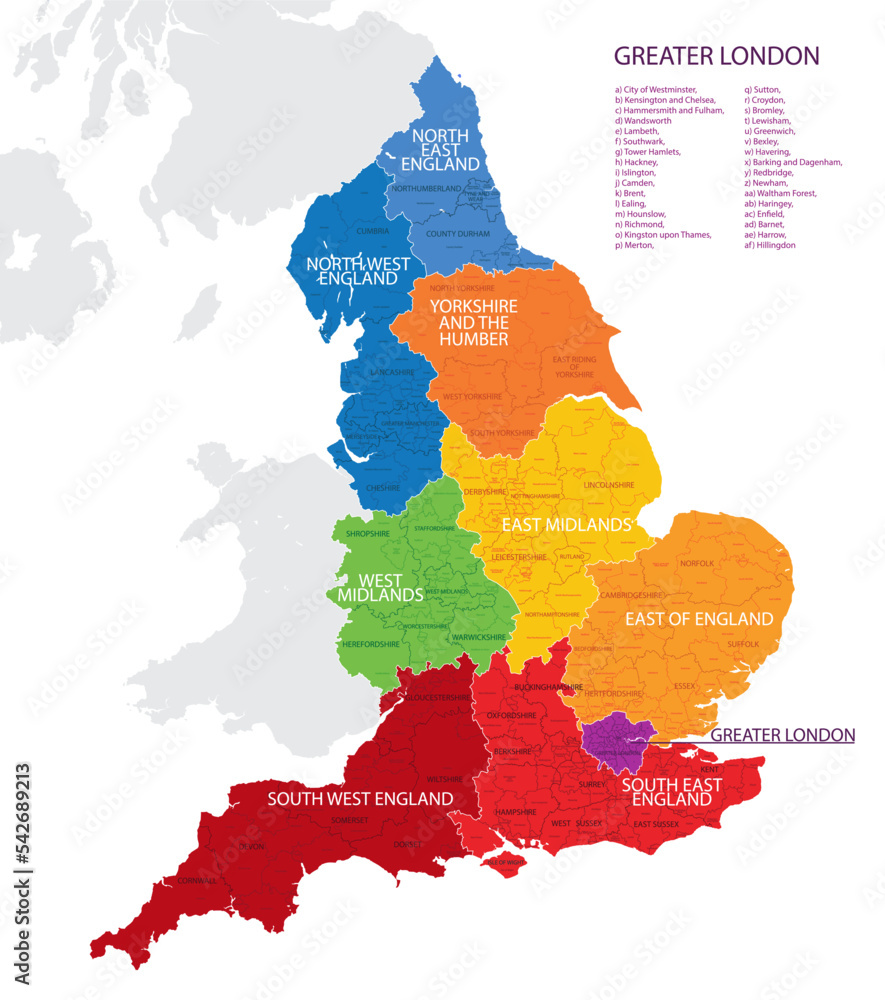 GREATER LONDON
a) City of Westminster,
b) Kensington and Chelsea,
c) Hammersmith and Fulham,
d) Wandsworth
e) Lambeth,
f) Southwark,
g) Tower Hamlets,
h) Hackney,
i) Islington,
j) Camden,
k) Brent,
l) Ealing,
m) Hounslow,
n) Richmond,
o) Kingston upon Thames,
p) Merton,
q) Sutton,
r) Croydon,
s) Bromley,
t) Lewisham,
u) Greenwich,
v) Bexley,
w) Havering,
x) Barking and Dagenham,
y) Redbridge,
z) Newham,
aa) Waltham Forest,
ab) Haringey,
ac) Enfield,
ad) Barnet,
ae) Harrow,
af) Hillingdon
NORTH
EAST
ENGLAND
NORTHUMBERLAND
TYNE AND
WEAR
COUNTY DURHAM
CUMBRIA
NORTH WEST
ENGLAND
LANCASHIRE
GREATER MANCHESTER
MERSEYSIDE
CHESHIRE
NORTH YORKSHIRE
YORKSHIRE
AND THE
HUMBER
EAST RIDING
OF
YORKSHIRE
WEST YORKSHIRE
SOUTH YORKSHIRE
DERBYSHIRE
NOTTINGHAMSHIRE
LINCOLNSHIRE
EAST MIDLANDS
LEICESTERSHIRE
RUTLAND
NORTHAMPTONSHIRE
SHROPSHIRE
STAFFORDSHIRE
WEST
MIDLANDS
WEST MIDLANDS
WORCESTERSHIRE
HEREFORDSHIRE
WARWICKSHIRE
NORFOLK
CAMBRIDGESHIRE
EAST OF ENGLAND
SUFFOLK
BEDFORDSHIRE
HERTFORDSHIRE
ESSEX
GREATER LONDON
GREATER LONDON
BUCKINGHAMSHIRE
OXFORDSHIRE
BERKSHIRE
SURREY
KENT
SOUTH EAST
ENGLAND
HAMPSHIRE
WEST SUSSEX
EAST SUSSEX
ISLE OF WIGHT
GLOUCESTERSHIRE
WILTSHIRE
SOUTH WEST ENGLAND
SOMERSET
DEVON
DORSET
CORNWALL
Adobe Stock | #542689213